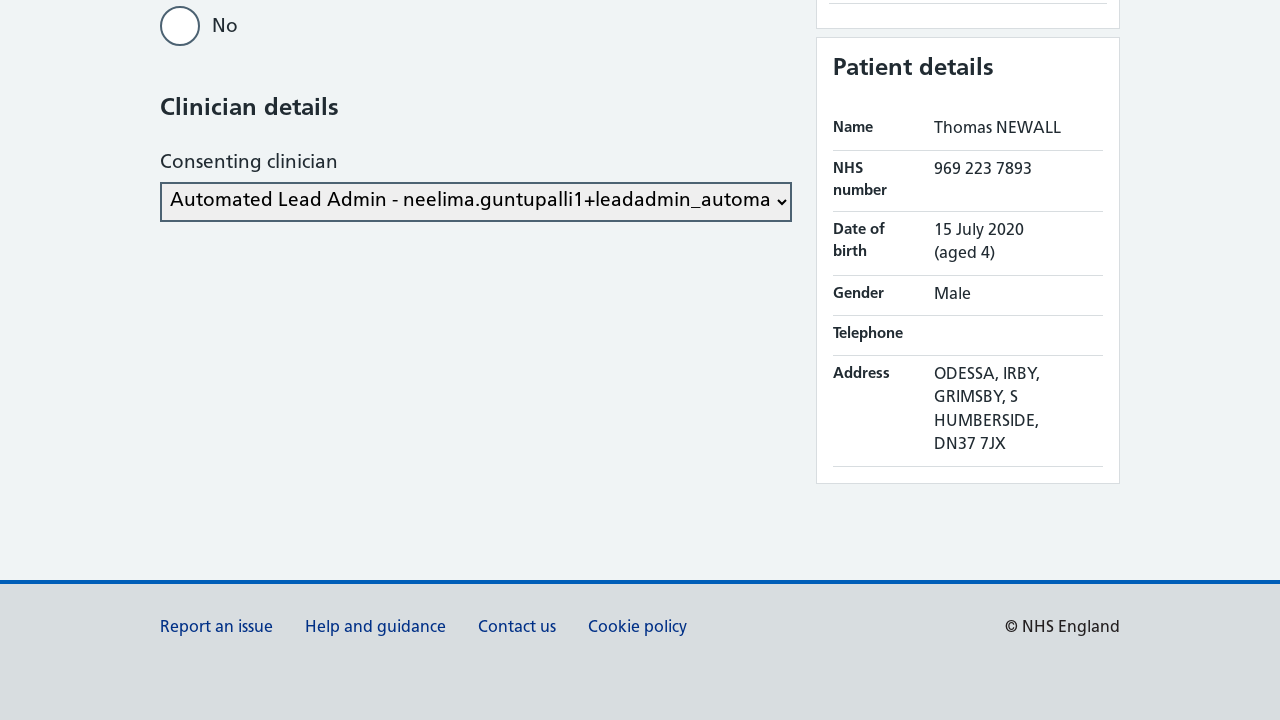 No
Clinician details
Consenting clinician
Automated Lead Admin - neelima.guntupalli1+leadadmin_automa
Patient details
Name Thomas NEWALL
NHS number 969 223 7893
Date of birth 15 July 2020 (aged 4)
Gender Male
Telephone
Address ODESSA, IRBY,
GRIMSBY, S
HUMBERSIDE,
DN37 7JX
Report an issue Help and guidance Contact us Cookie policy © NHS England